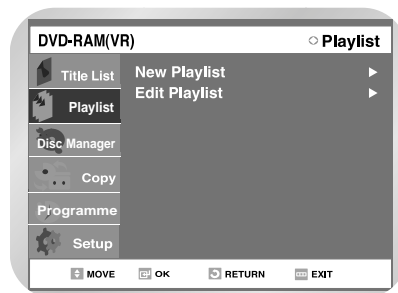 DVD-RAM(VR) Playlist
Title List
Playlist
Disc Manager
Copy
Programme
Setup
New Playlist
Edit Playlist
MOVE OK RETURN EXIT